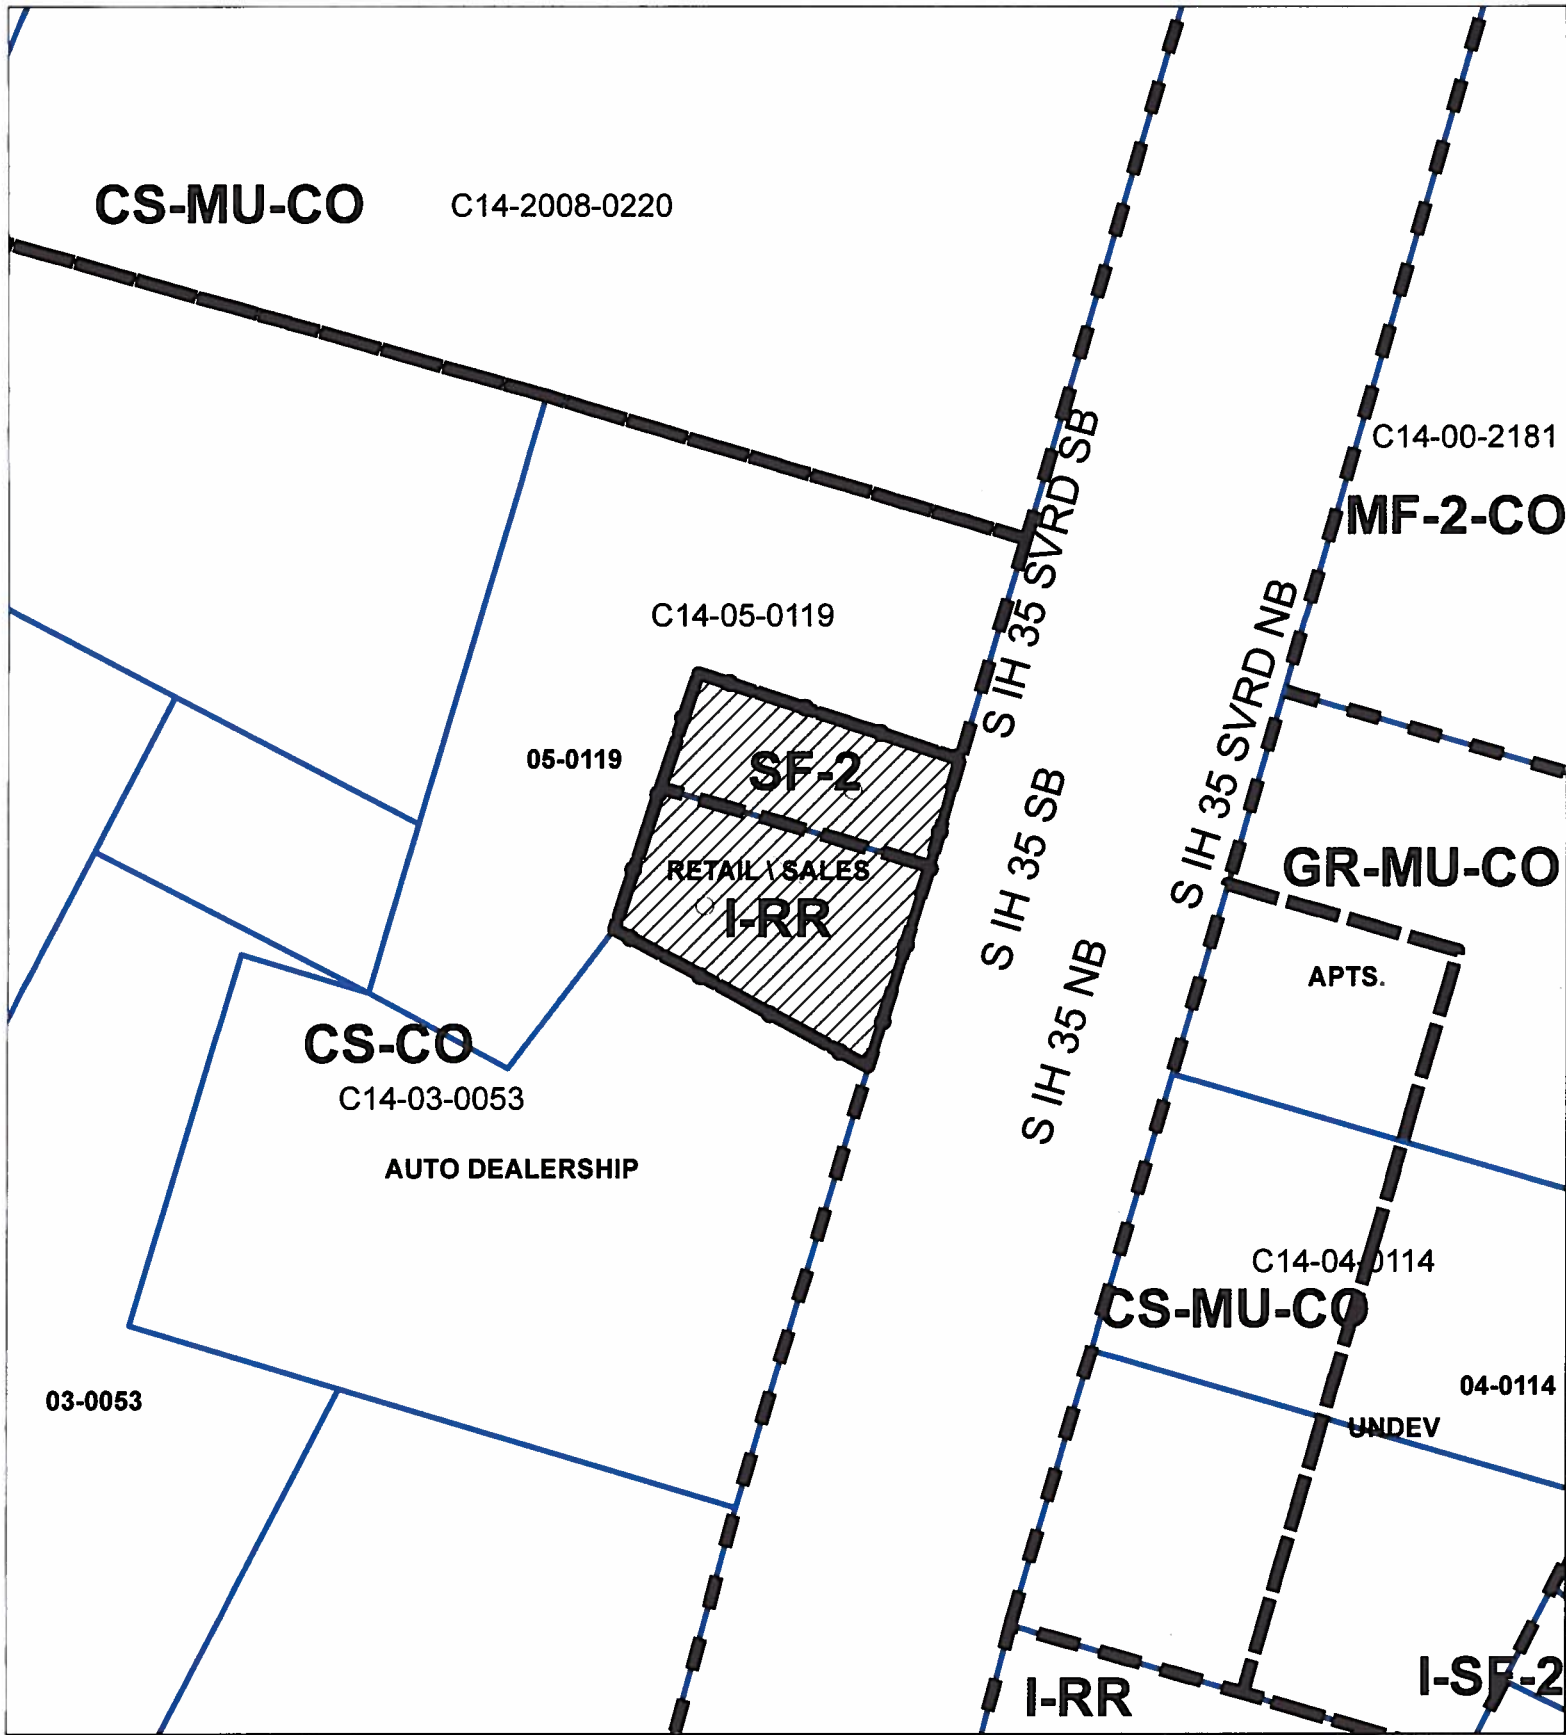 CS-MU-CO
C14-2008-0220
S IH 35 SVRD SB
C14-00-2181
MF-2-CO
C14-05-0119
S IH 35 SVRD NB
05-0119
SF-2
S IH 35 SB
RETAIL \ SALES
I-RR
GR-MU-CO
APTS.
S IH 35 NB
CS-CO
C14-03-0053
AUTO DEALERSHIP
C14-04-0114
CS-MU-CO
03-0053
04-0114
UNDEV
I-RR
I-SF-2